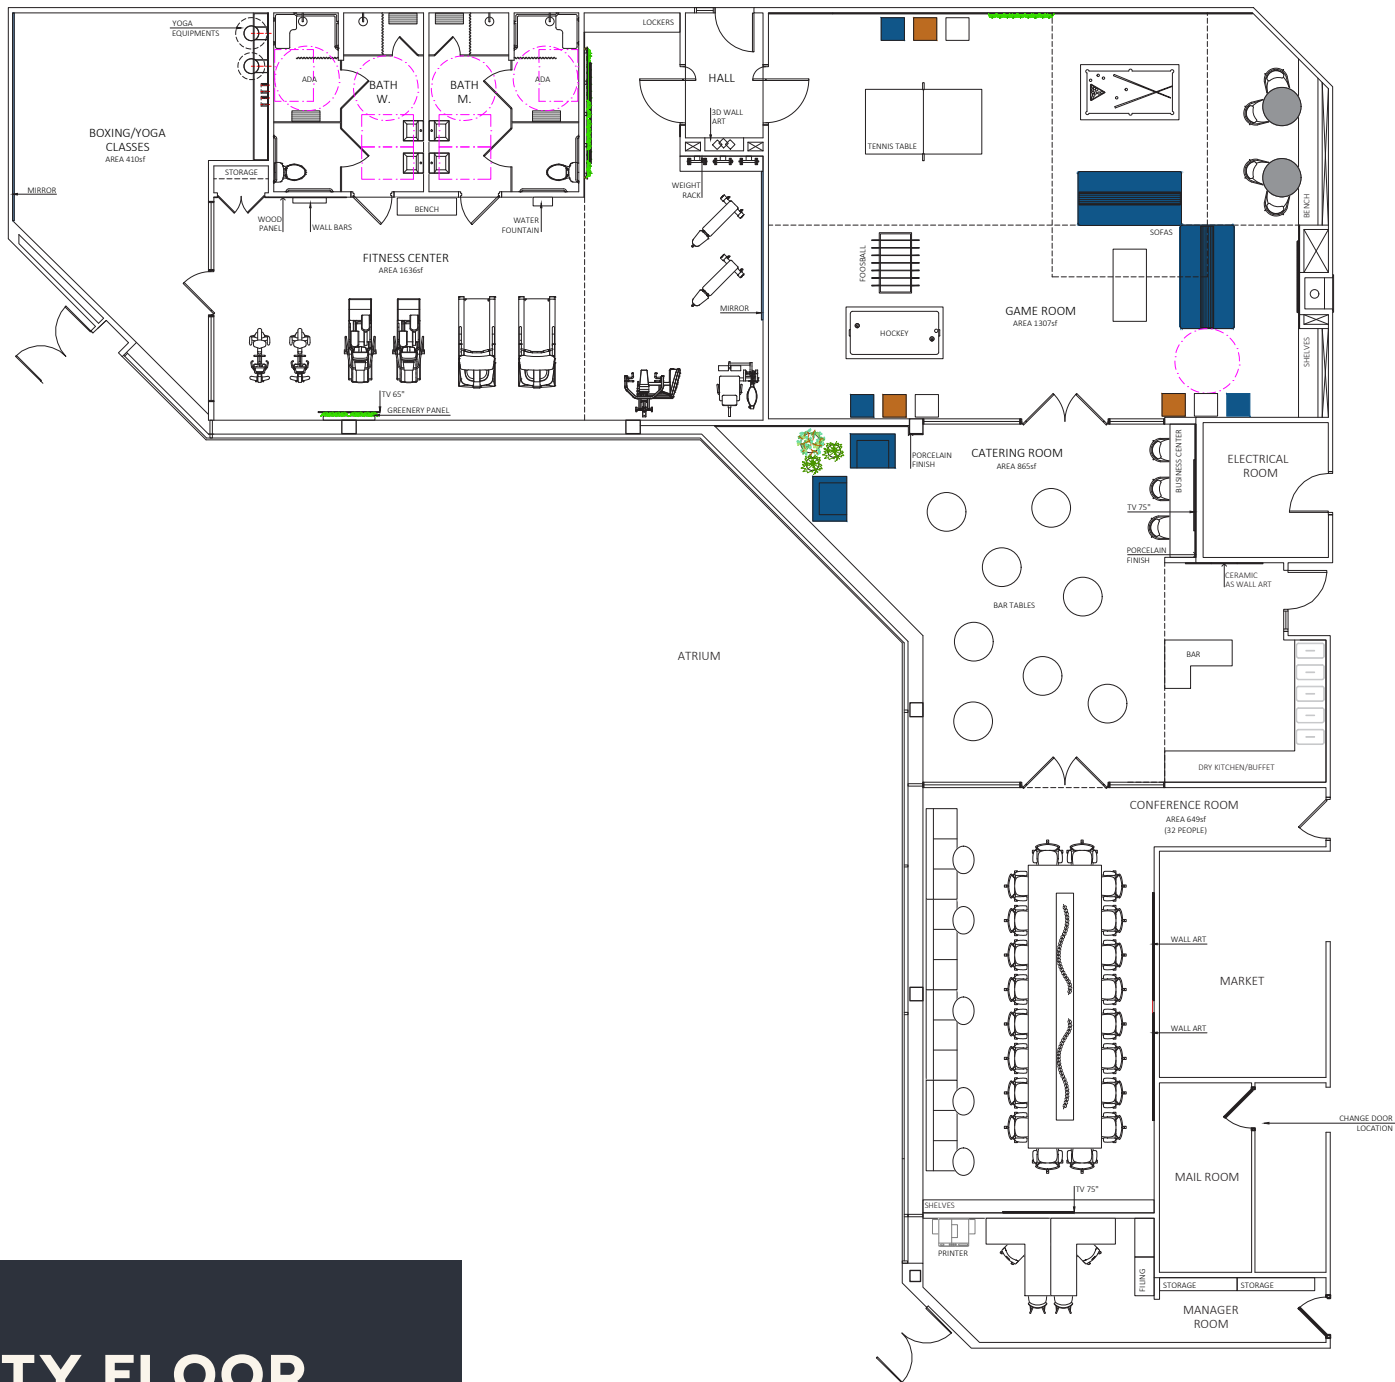 YOGA
EQUIPMENTS
LOCKERS
ADA
BATH
W.
BATH
M.
ADA
HALL
3D WALL
ART
TENNIS TABLE
BOXING/YOGA
CLASSES
AREA 410sf
STORAGE
MIRROR
WEIGHT
RACK
WOOD
PANEL
WALL BARS
BENCH
WATER
FOUNTAIN
BENCH
SOFAS
FITNESS CENTER
AREA 1636sf
FOOSBALL
MIRROR
GAME ROOM
AREA 1307sf
HOCKEY
SHELVES
TV 65"
GREENERY PANEL
PORCELAIN
FINISH
CATERING ROOM
AREA 865sf
BUSINESS CENTER
ELECTRICAL
ROOM
TV 75"
PORCELAIN
FINISH
CERAMIC
AS WALL ART
BAR TABLES
ATRIUM
BAR
DRY KITCHEN/BUFFET
CONFERENCE ROOM
AREA 649sf
(32 PEOPLE)
WALL ART
MARKET
WALL ART
CHANGE DOOR
LOCATION
MAIL ROOM
TV 75"
SHELVES
PRINTER
FILING
STORAGE
STORAGE
MANAGER
ROOM
TY FLOOR